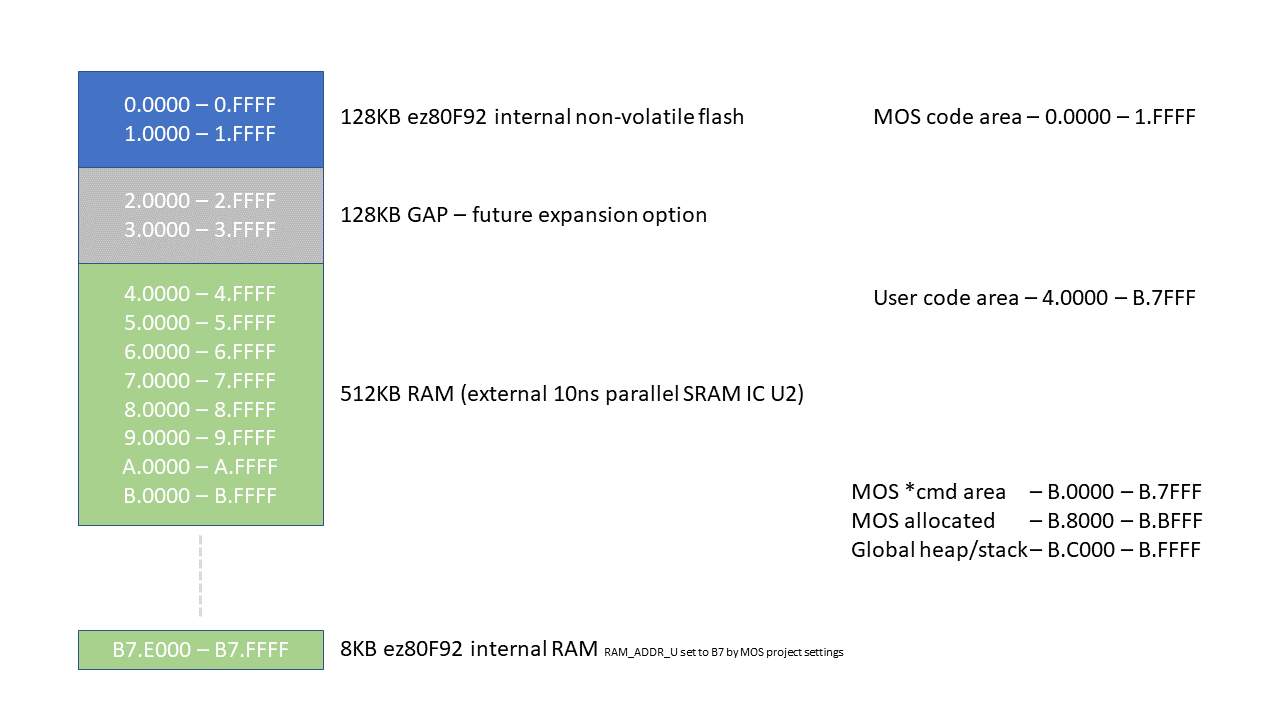 0.0000 – 0.FFFF
1.0000 – 1.FFFF
128KB ez80F92 internal non-volatile flash
MOS code area – 0.0000 – 1.FFFF
2.0000 – 2.FFFF
3.0000 – 3.FFFF
128KB GAP – future expansion option
4.0000 – 4.FFFF
5.0000 – 5.FFFF
6.0000 – 6.FFFF
7.0000 – 7.FFFF
8.0000 – 8.FFFF
9.0000 – 9.FFFF
A.0000 – A.FFFF
B.0000 – B.FFFF
User code area – 4.0000 – B.7FFF
512KB RAM (external 10ns parallel SRAM IC U2)
MOS *cmd area – B.0000 – B.7FFF
MOS allocated – B.8000 – B.BFFF
Global heap/stack – B.C000 – B.FFFF
B7.E000 – B7.FFFF
8KB ez80F92 internal RAM RAM_ADDR_U set to B7 by MOS project settings